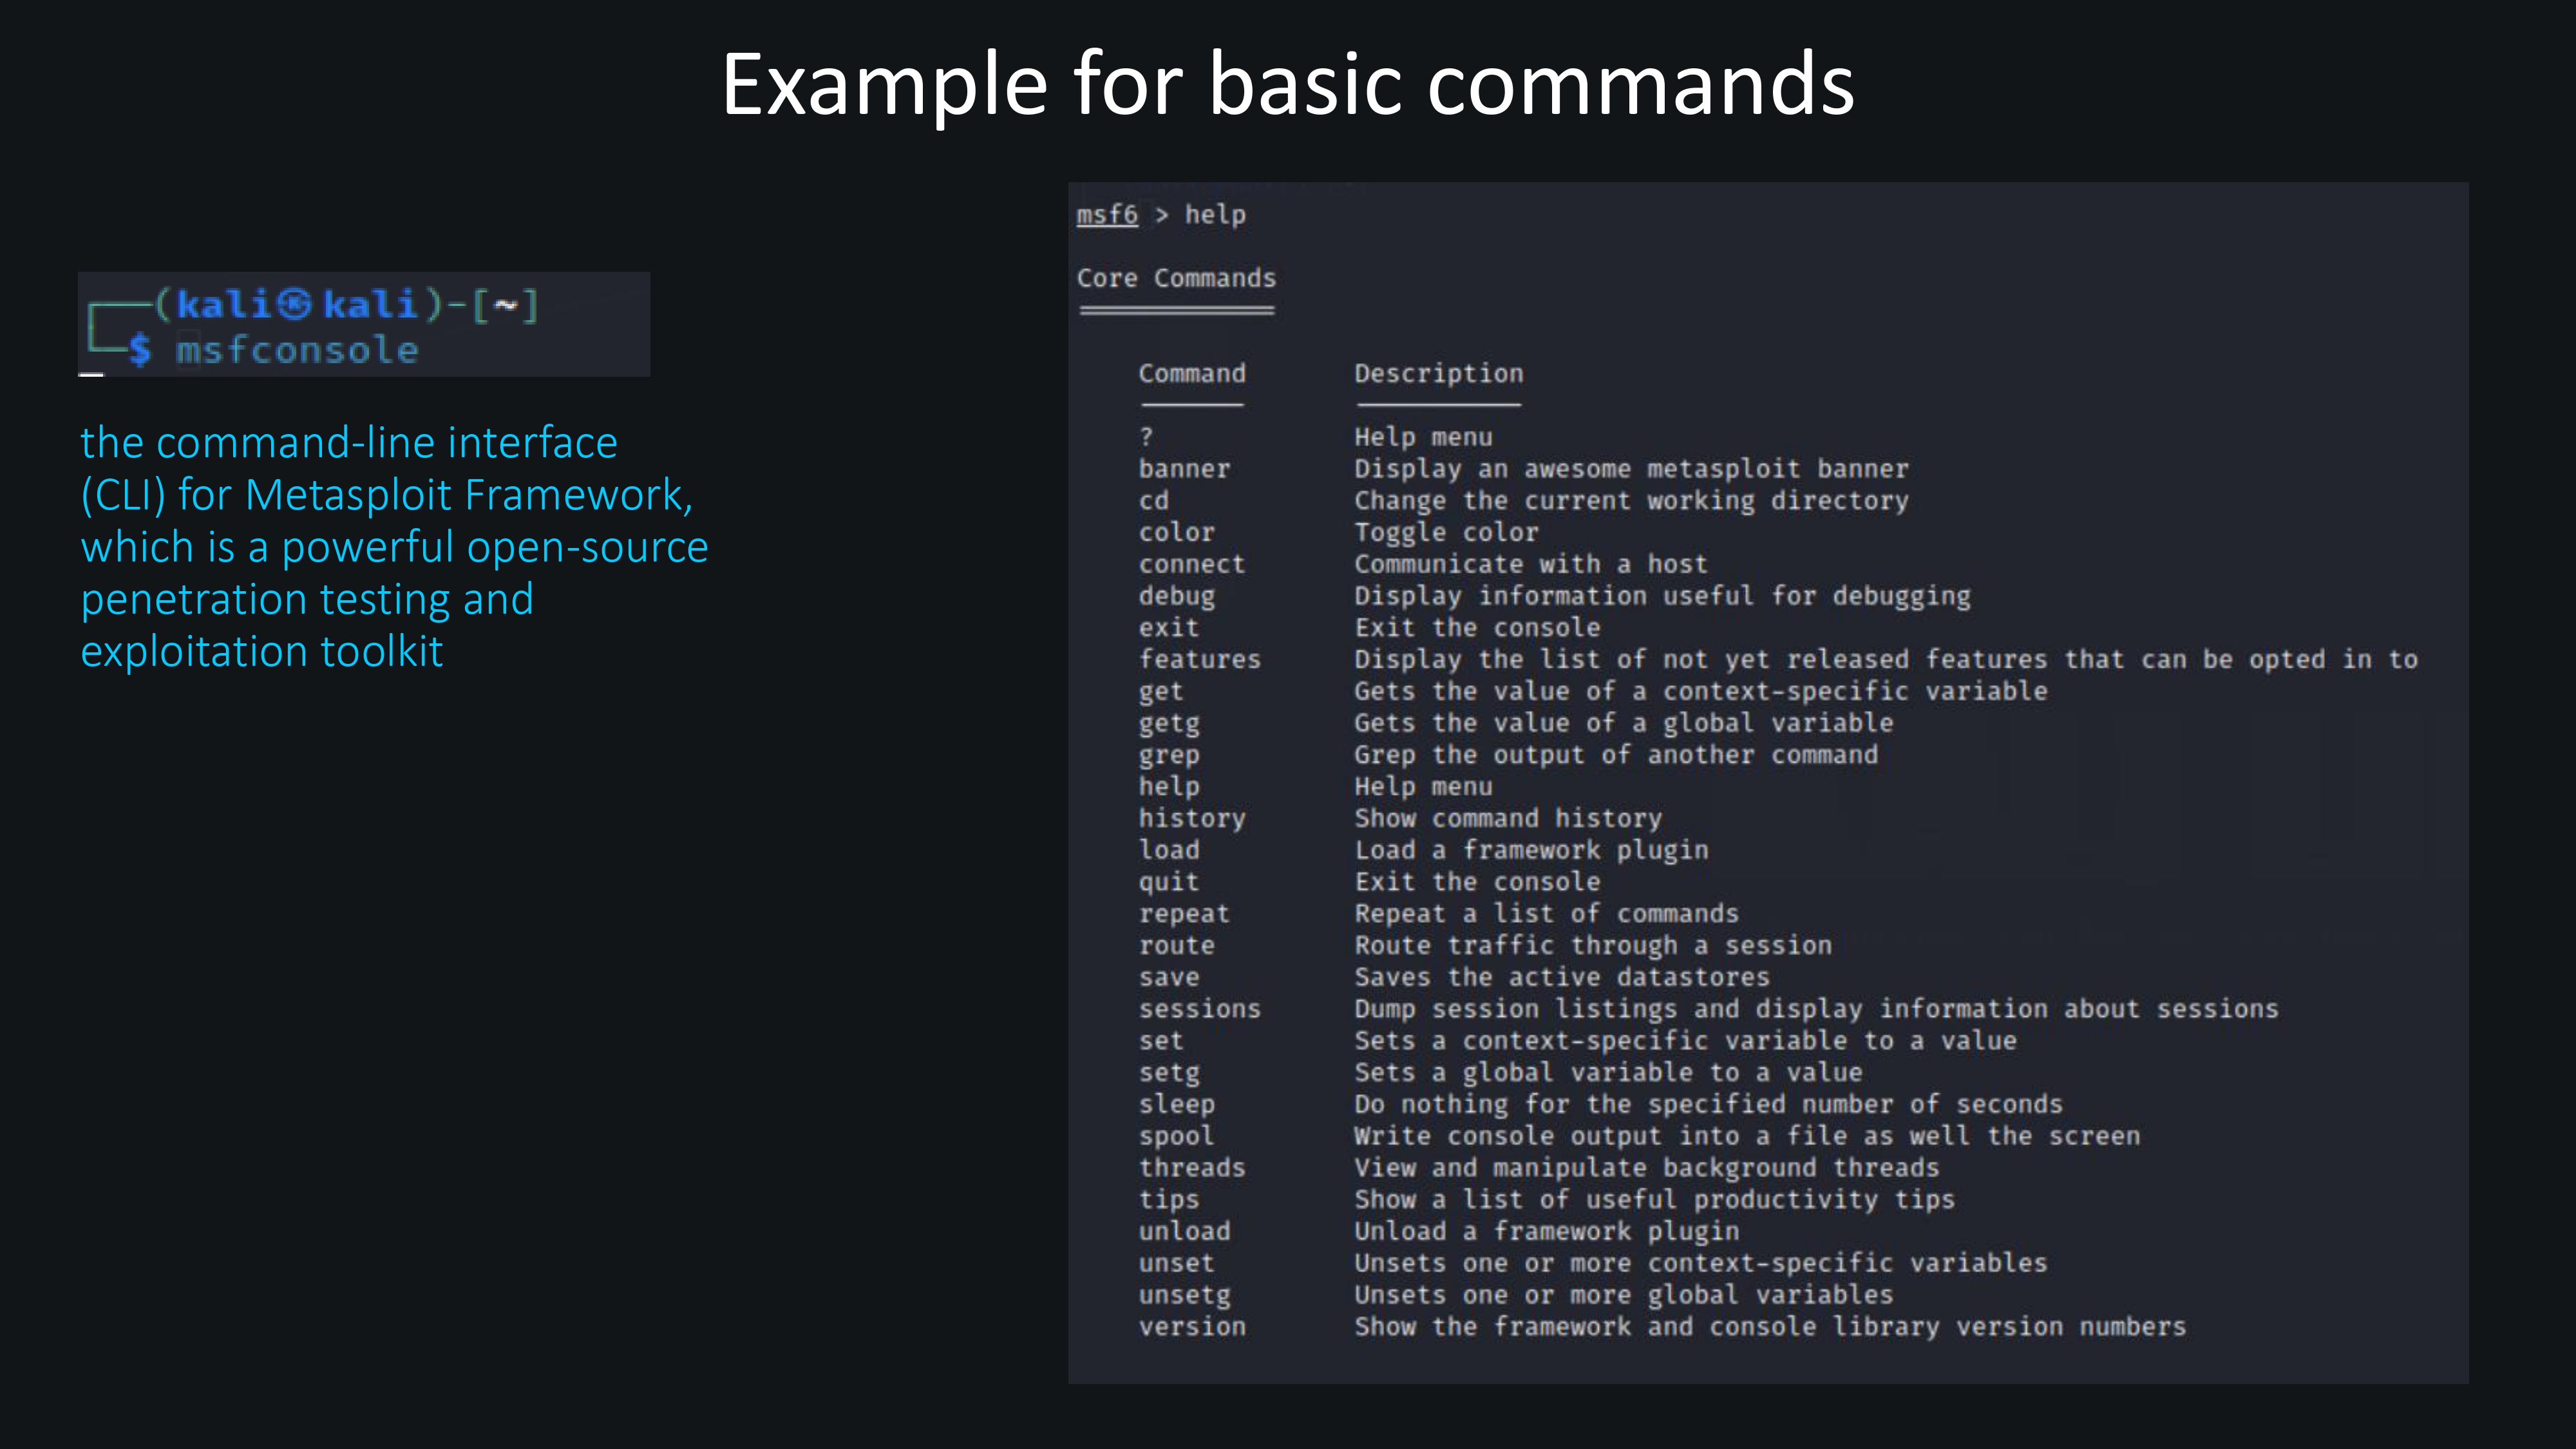 Example for basic commands
┌──(kali㉿kali)-[~]
└─$ msfconsole
the command-line interface
(CLI) for Metasploit Framework,
which is a powerful open-source
penetration testing and
exploitation toolkit
msf6 > help
Core Commands
=============
Command Description
------- -----------
? Help menu
banner Display an awesome metasploit banner
cd Change the current working directory
color Toggle color
connect Communicate with a host
debug Display information useful for debugging
exit Exit the console
features Display the list of not yet released features that can be opted in to
get Gets the value of a context-specific variable
getg Gets the value of a global variable
grep Grep the output of another command
help Help menu
history Show command history
load Load a framework plugin
quit Exit the console
repeat Repeat a list of commands
route Route traffic through a session
save Saves the active datastores
sessions Dump session listings and display information about sessions
set Sets a context-specific variable to a value
setg Sets a global variable to a value
sleep Do nothing for the specified number of seconds
spool Write console output into a file as well the screen
threads View and manipulate background threads
tips Show a list of useful productivity tips
unload Unload a framework plugin
unset Unsets one or more context-specific variables
unsetg Unsets one or more global variables
version Show the framework and console library version numbers